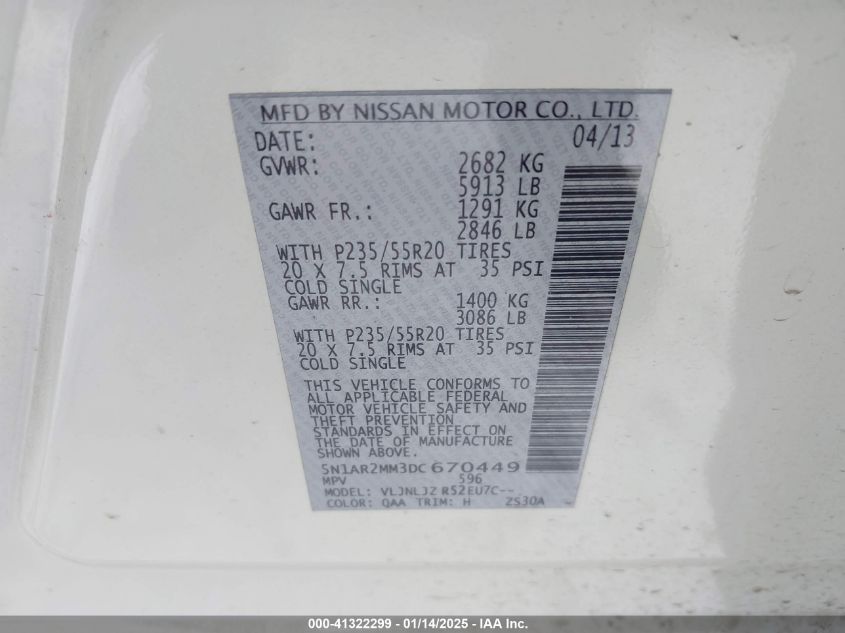 MFD BY NISSAN MOTOR CO., LTD.
DATE: 04/13
GVWR: 2682 KG
5913 LB
GAWR FR.: 1291 KG
2846 LB
WITH P235/55R20 TIRES
20 X 7.5 RIMS AT 35 PSI
COLD SINGLE
GAWR RR.: 1400 KG
3086 LB
WITH P235/55R20 TIRES
20 X 7.5 RIMS AT 35 PSI
COLD SINGLE
THIS VEHICLE CONFORMS TO
ALL APPLICABLE FEDERAL
MOTOR VEHICLE SAFETY AND
THEFT PREVENTION
STANDARDS IN EFFECT ON
THE DATE OF MANUFACTURE
SHOWN ABOVE.
5N1AR2MM3DC670449
MPV 596
MODEL: VLJNLJZ R52EU7C--
COLOR: QAA TRIM: H ZS30A
000-41322299 - 01/14/2025 - IAA Inc.